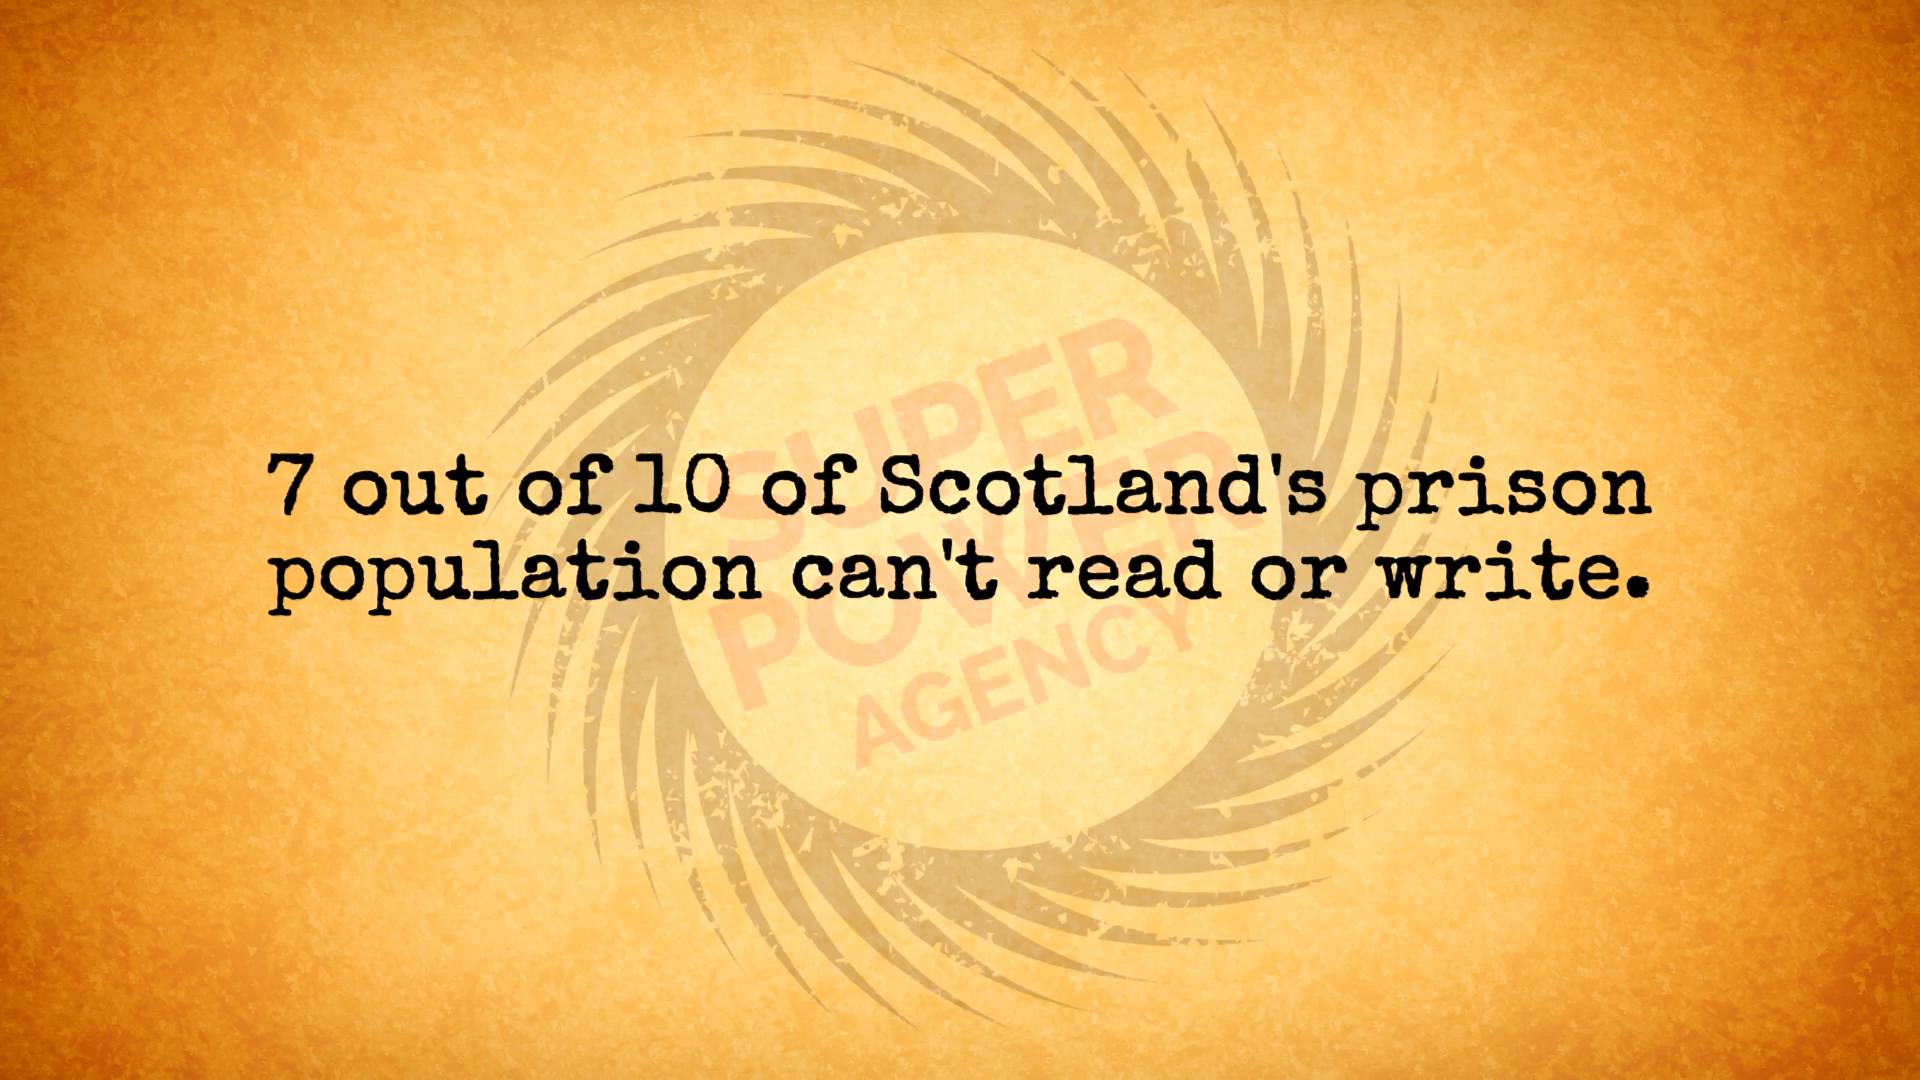 7 out of 10 of Scotland's prison
population can't read or write.
SUPER
POWER
AGENCY